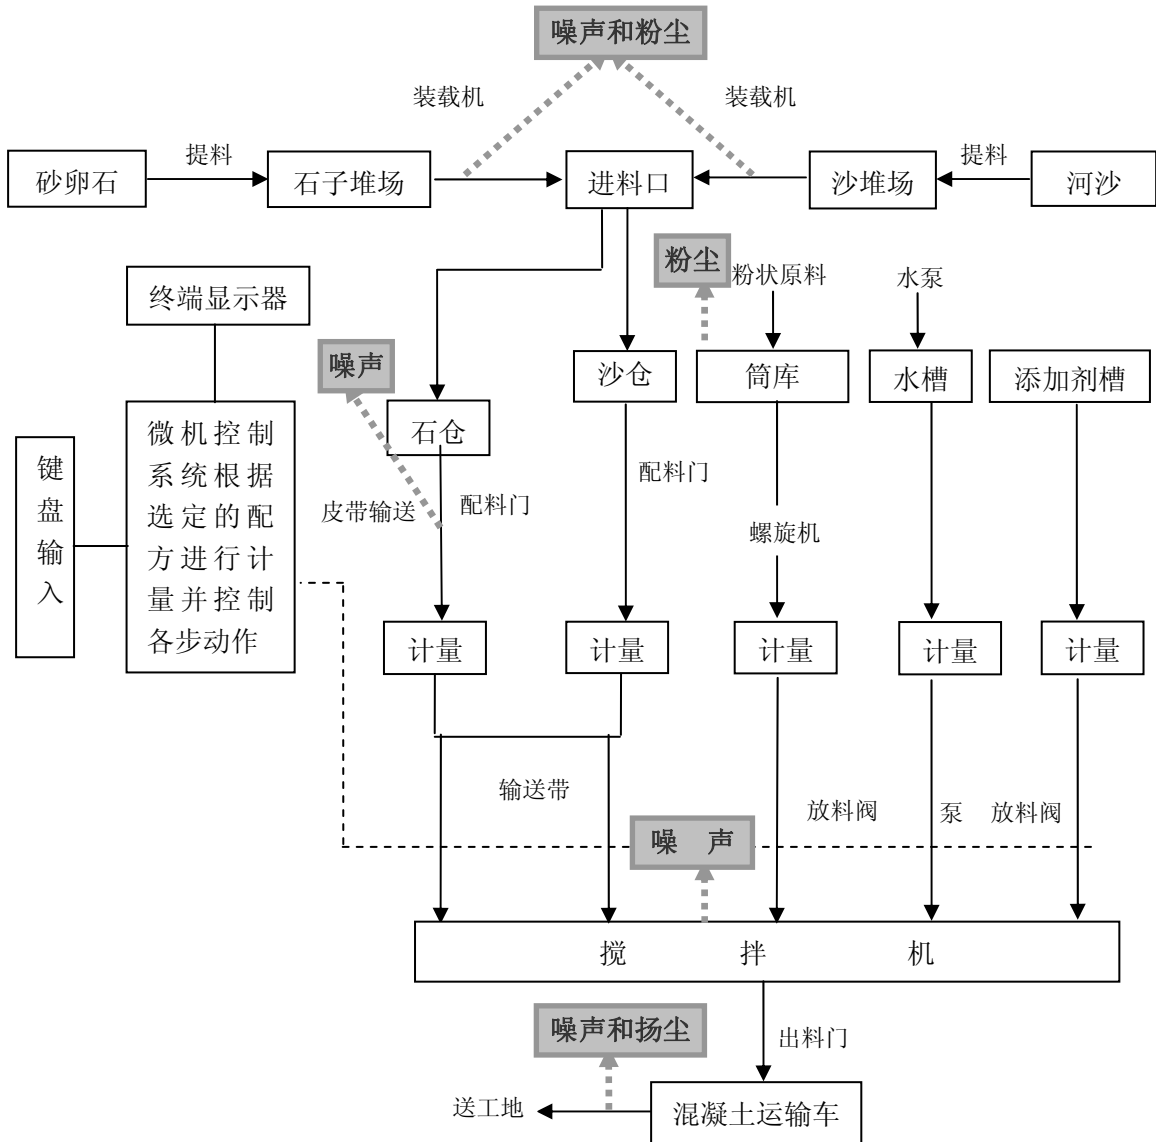 噪声和粉尘
装载机
装载机
提料
提料
砂卵石
石子堆场
进料口
沙堆场
河沙
粉尘
粉状原料
水泵
终端显示器
噪声
沙仓
筒库
水槽
添加剂槽
石仓
键
盘
输
入
微机控制
系统根据
选定的配
方进行计
量并控制
各步动作
皮带输送
配料门
配料门
螺旋机
计量
计量
计量
计量
计量
输送带
放料阀
泵
放料阀
噪 声
搅 拌 机
噪声和扬尘
出料门
送工地
混凝土运输车